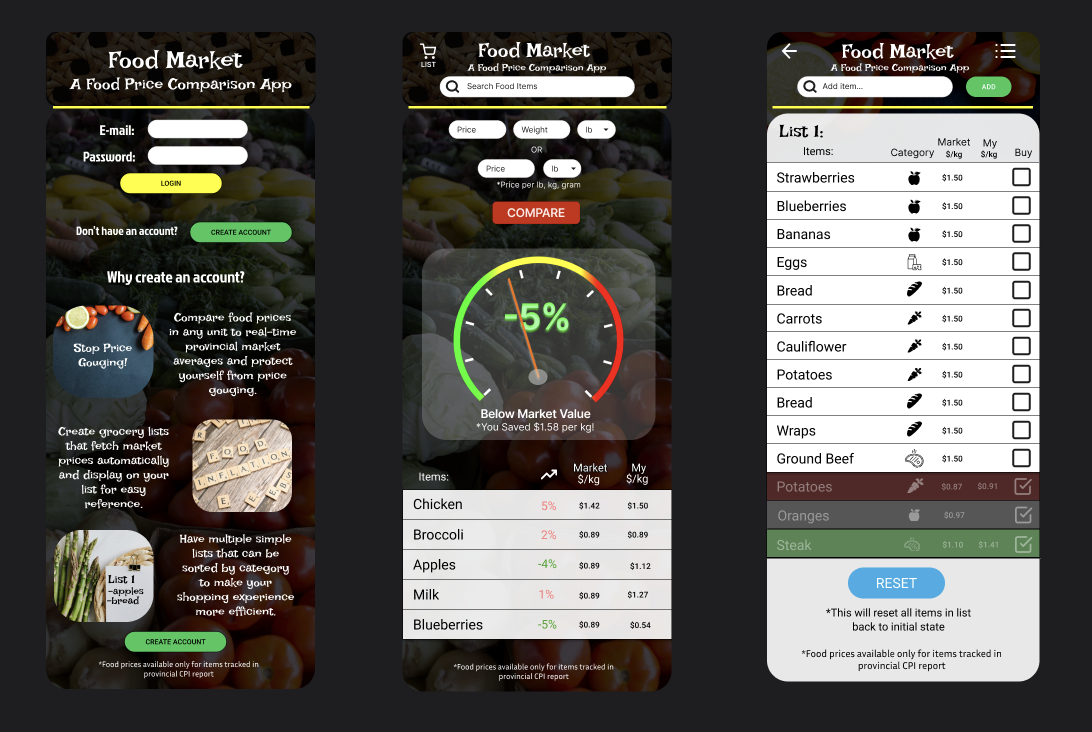 Food Market
A Food Price Comparison App
E-mail:
Password:
LOGIN
Don't have an account?
CREATE ACCOUNT
Why create an account?
Stop Price
Gouging!
Compare food prices
in any unit to real-time
provincial market
averages and protect
yourself from price
gouging.
Create grocery lists
that fetch market
prices automatically
and display on your
list for easy
reference.
FOOD
INFLATION
List 1
-apples
-bread
Have multiple simple
lists that can be
sorted by category
to make your
shopping experience
more efficient.
CREATE ACCOUNT
*Food prices available only for items tracked in
provincial CPI report
LIST
Food Market
A Food Price Comparison App
Search Food Items
Price Weight lb
OR
Price lb
*Price per lb, kg, gram
COMPARE
-5%
Below Market Value
*You Saved $1.58 per kg!
Items: Market $/kg My $/kg
Chicken 5% $1.42 $1.50
Broccoli 2% $0.89 $0.89
Apples -4% $0.89 $1.12
Milk 1% $0.89 $1.27
Blueberries -5% $0.89 $0.54
*Food prices available only for items tracked in
provincial CPI report
Food Market
A Food Price Comparison App
Add item... ADD
List 1:
Items: Category Market $/kg My $/kg Buy
Strawberries $1.50
Blueberries $1.50
Bananas $1.50
Eggs $1.50
Bread $1.50
Carrots $1.50
Cauliflower $1.50
Potatoes $1.50
Bread $1.50
Wraps $1.50
Ground Beef $1.50
Potatoes $0.87 $0.91
Oranges $0.97
Steak $1.10 $1.41
RESET
*This will reset all items in list
back to initial state
*Food prices available only for items tracked in
provincial CPI report